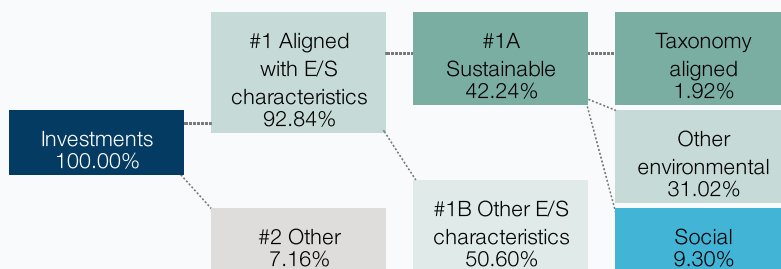 Investments
100.00%
#1 Aligned
with E/S
characteristics
92.84%
#2 Other
7.16%
#1A
Sustainable
42.24%
#1B Other E/S
characteristics
50.60%
Taxonomy
aligned
1.92%
Other
environmental
31.02%
Social
9.30%